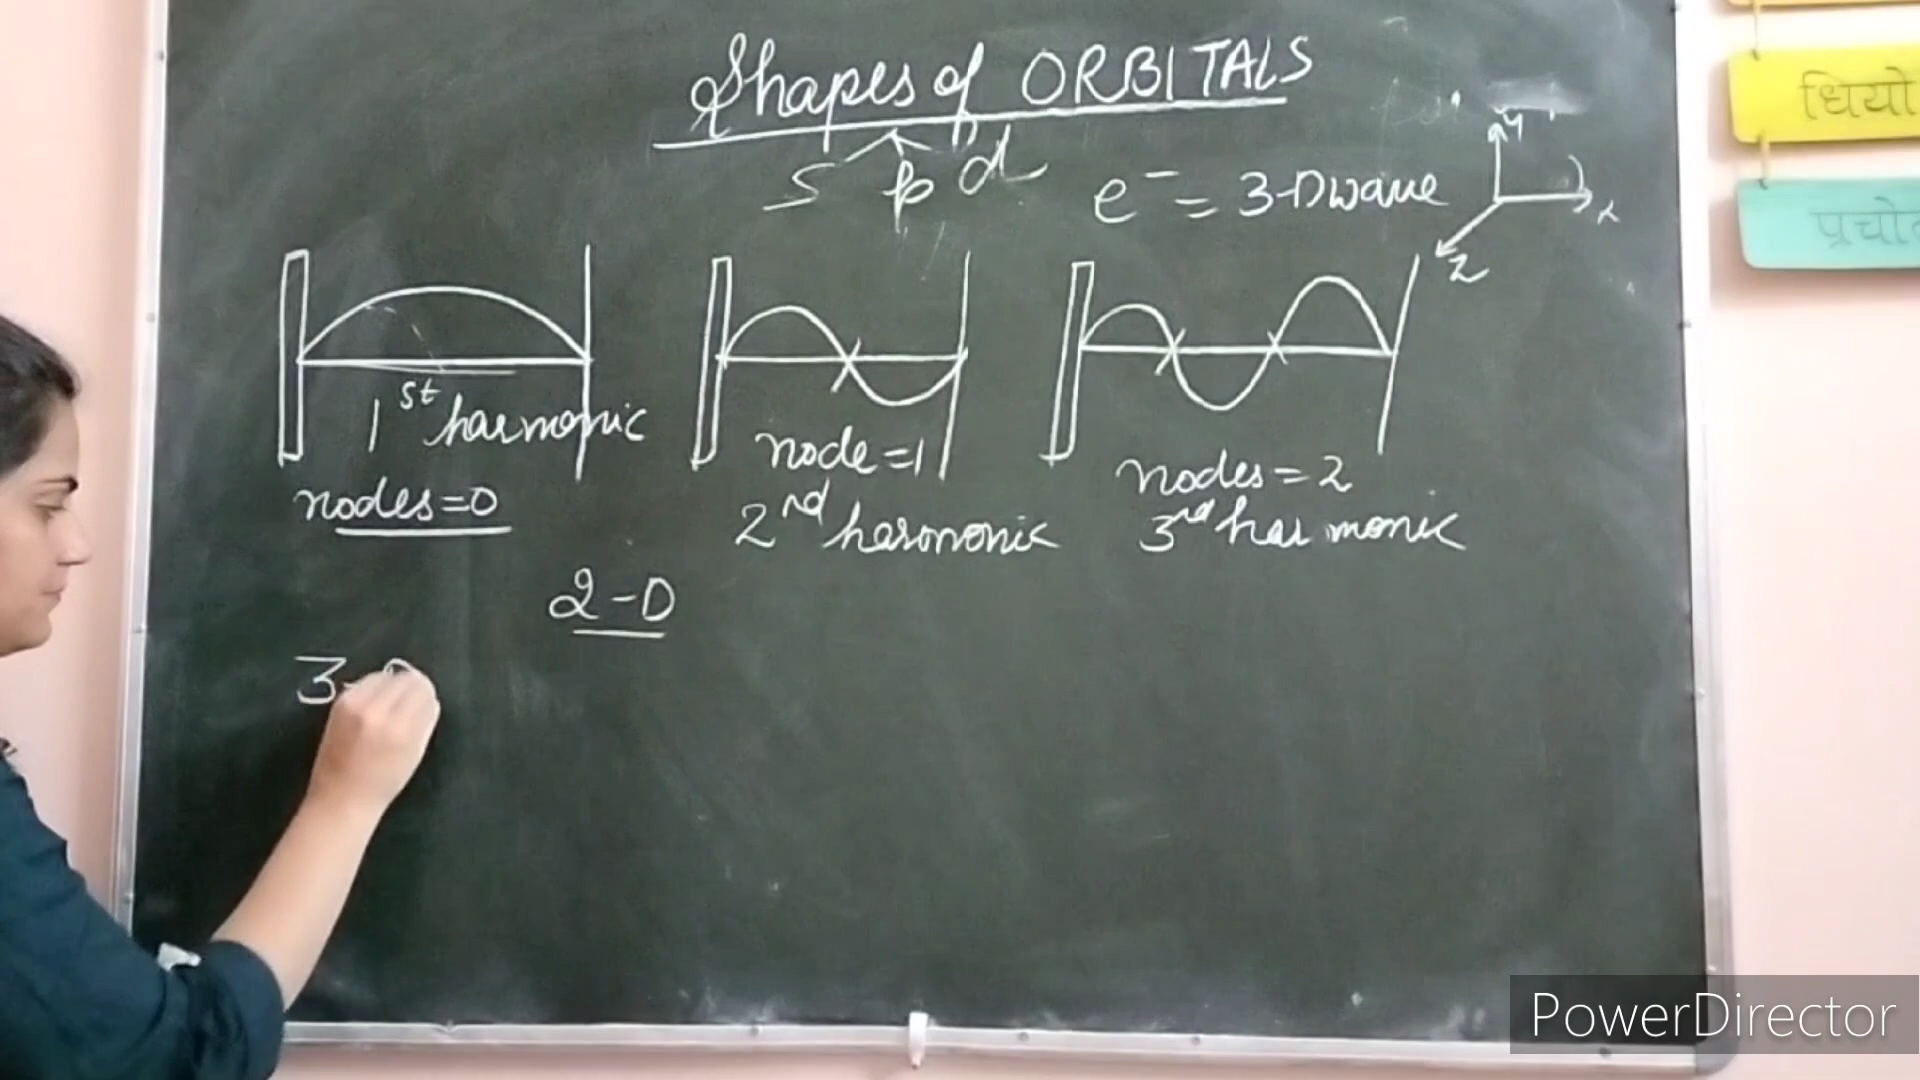 Shapes of ORBITALS
s p d
e⁻ = 3-D wave
y
x
z
1st harmonic
nodes=0
node=1
2nd harmonic
nodes=2
3rd harmonic
2-D
3-
धियो
PowerDirector